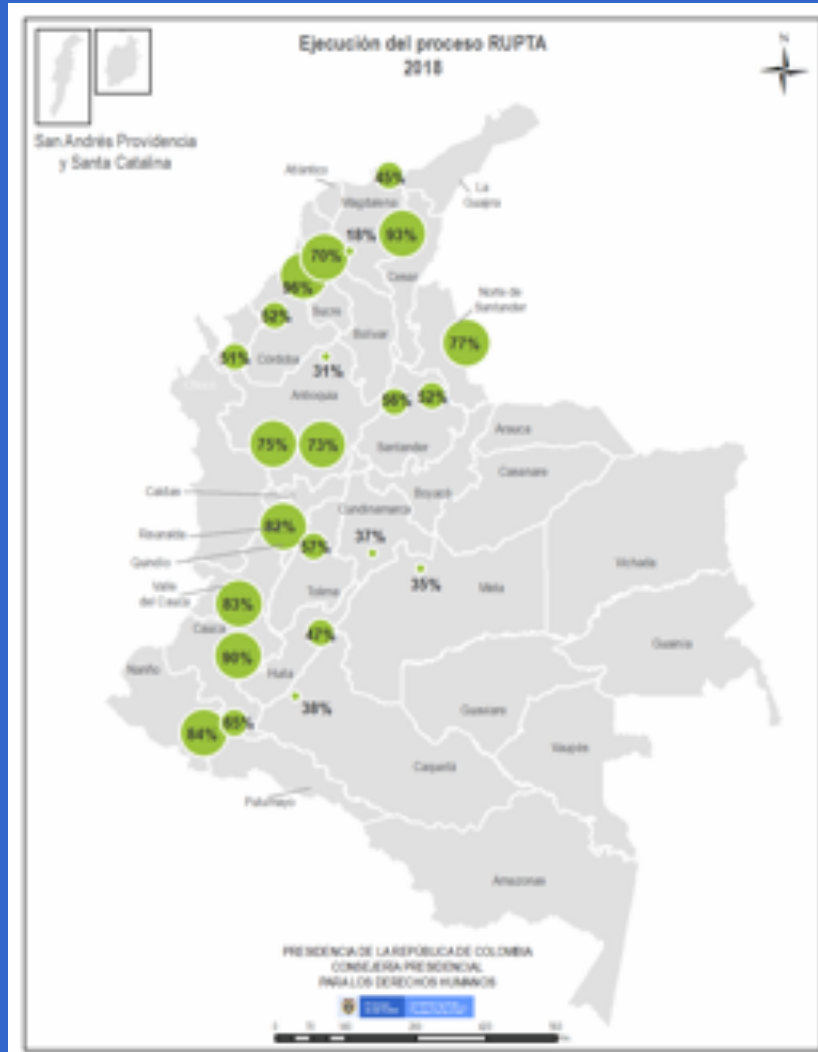 Ejecución del proceso RUPTA
2018
N
San Andrés Providencia
y Santa Catalina
Atlántico
45%
La
Guajira
Magdalena
18%
93%
70%
96%
Cesar
Sucre
Norte de
Santander
52%
Bolívar
77%
51%
Córdoba
31%
Chocó
Antioquia
56%
52%
75%
73%
Santander
Arauca
Casanare
Caldas
Boyacá
Cundinamarca
Risaralda
82%
37%
Quindío
57%
35%
Vichada
Valle
del Cauca
Tolima
Meta
83%
Cauca
47%
Guainía
90%
Nariño
Huila
38%
Guaviare
65%
84%
Vaupés
Caquetá
Putumayo
Amazonas
PRESIDENCIA DE LA REPÚBLICA DE COLOMBIA
CONSEJERÍA PRESIDENCIAL
PARA LOS DERECHOS HUMANOS